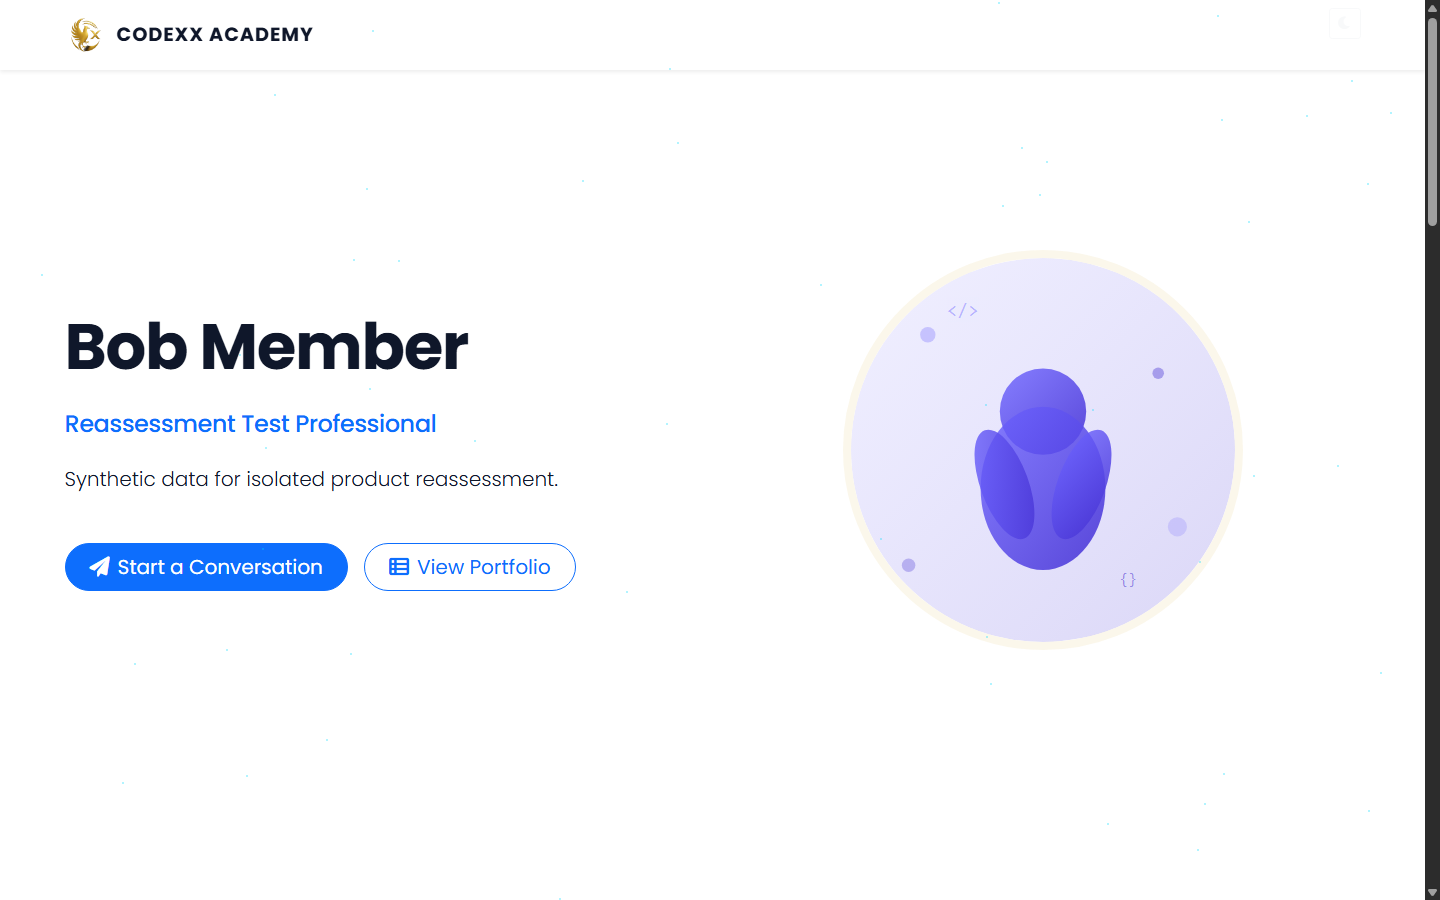 CODEXX ACADEMY
</>
Bob Member
Reassessment Test Professional
Synthetic data for isolated product reassessment.
Start a Conversation
View Portfolio
{}